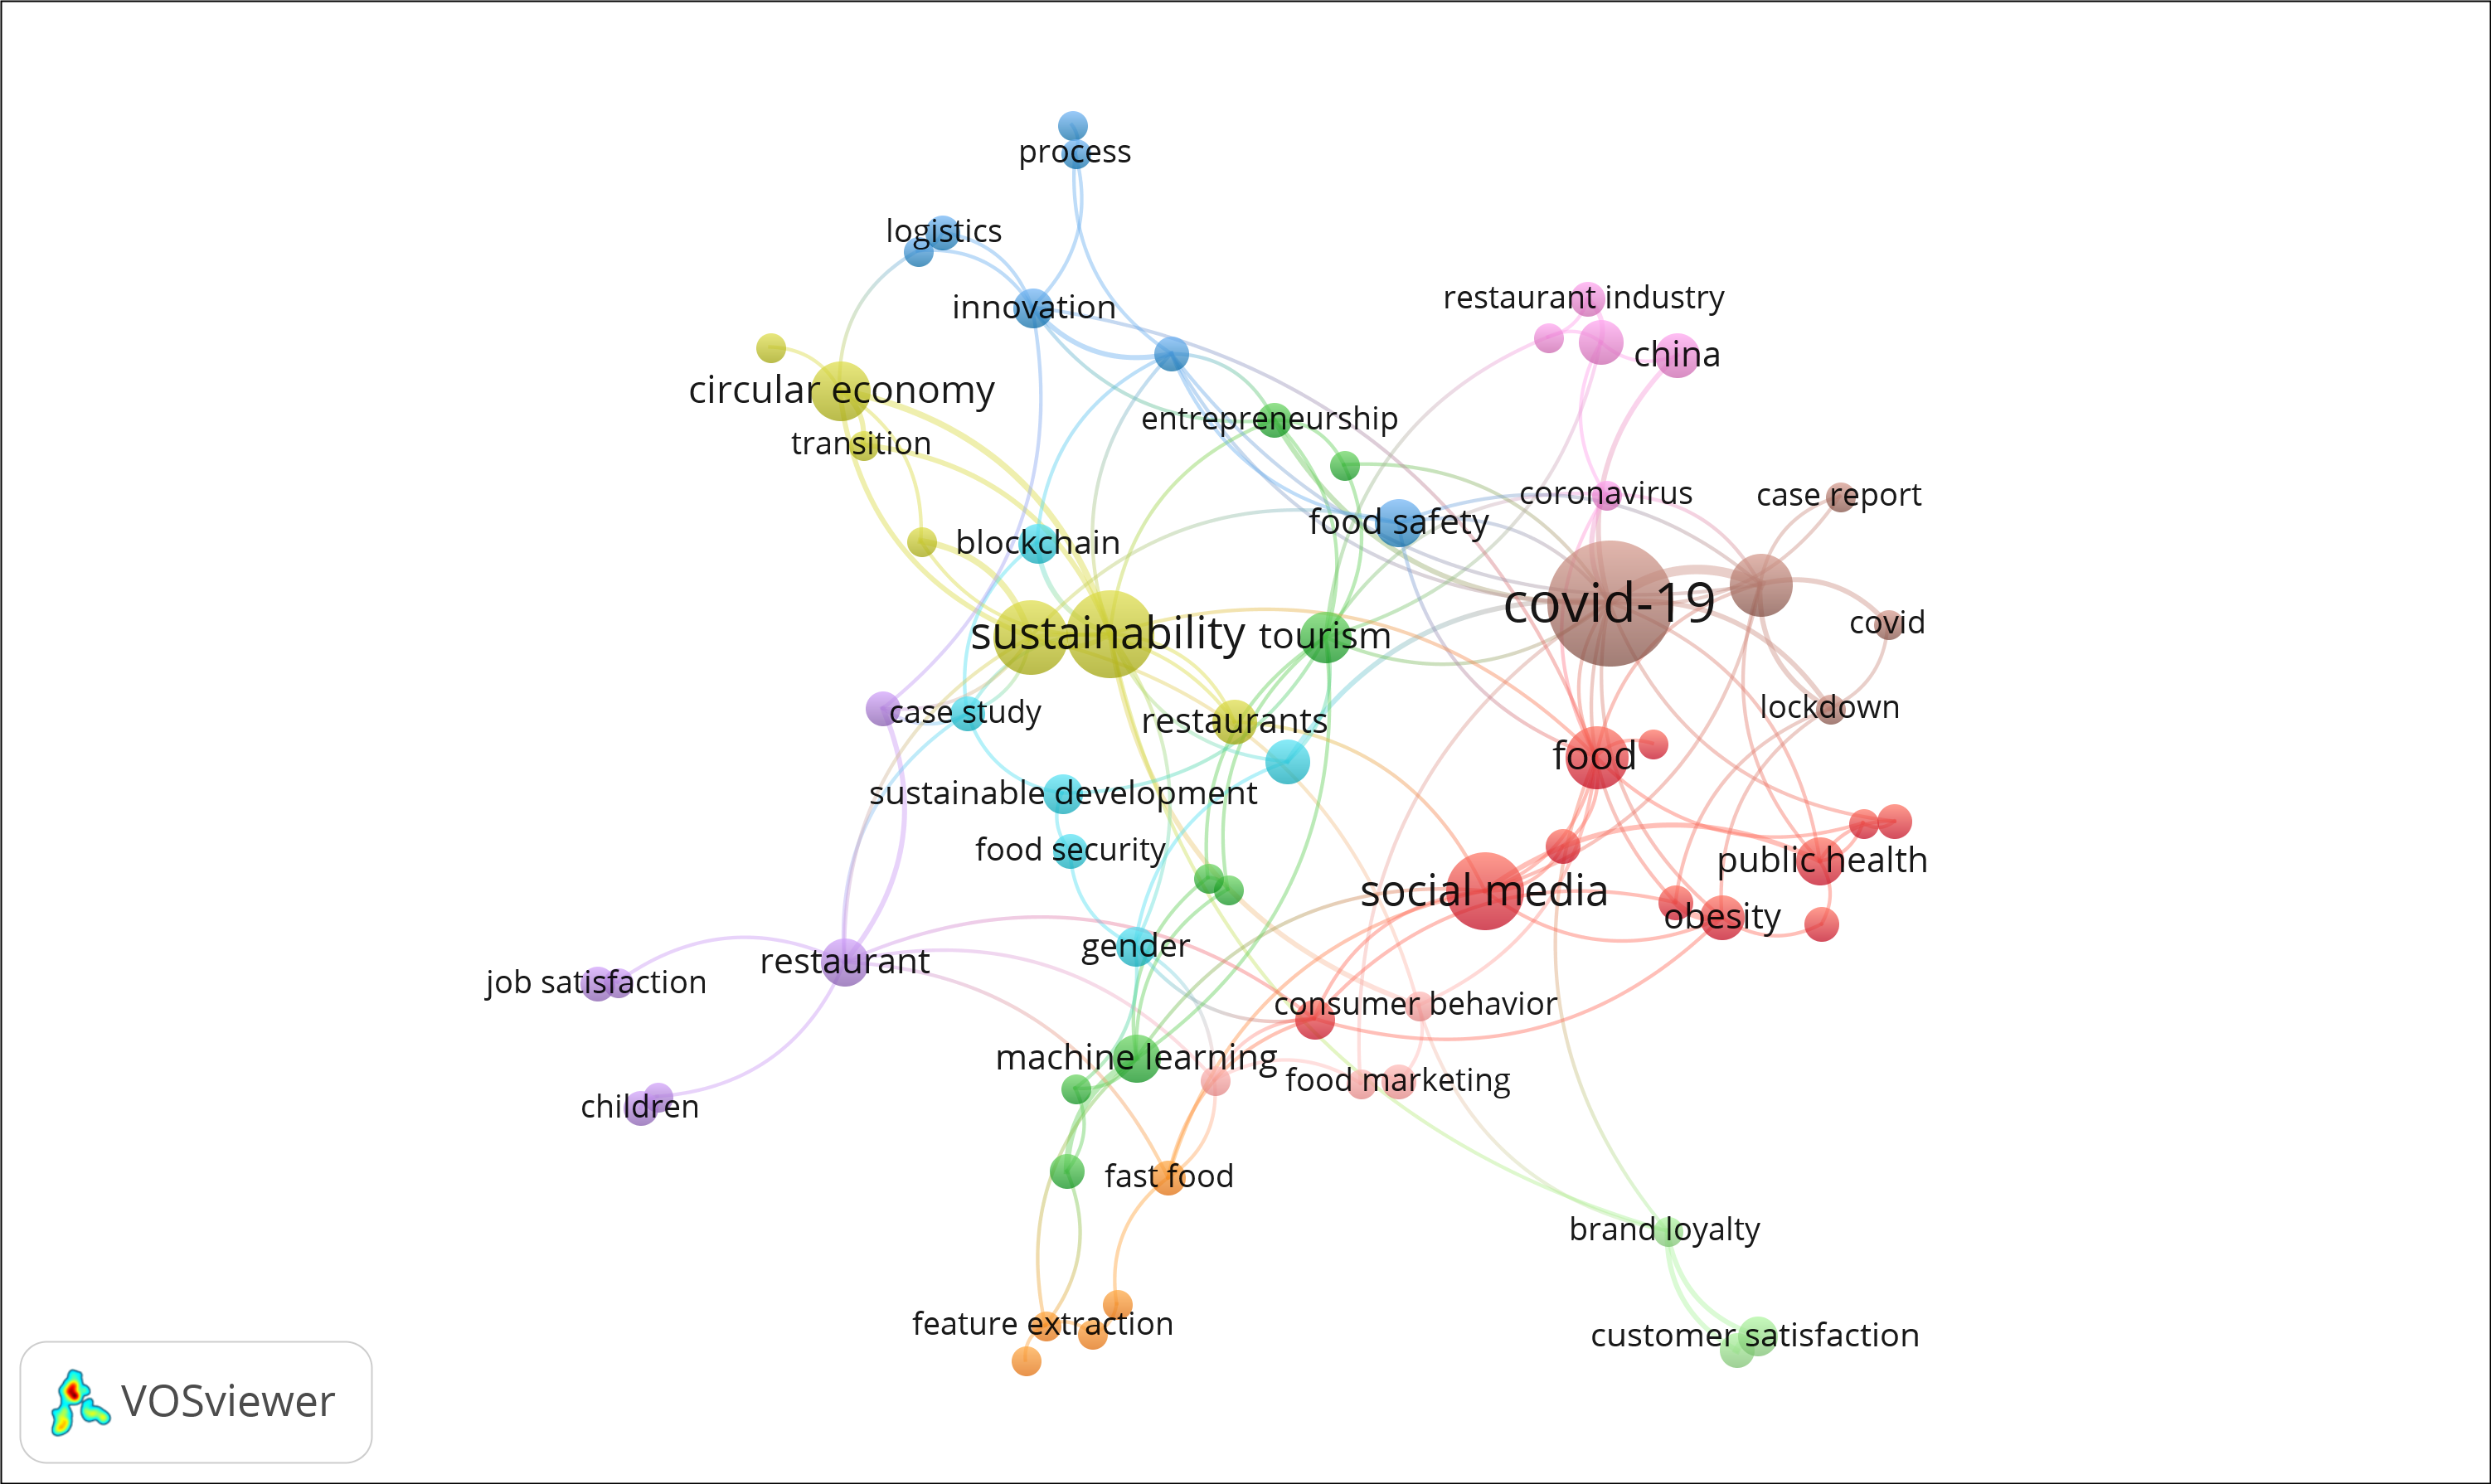 process
logistics
restaurant industry
innovation
china
circular economy
entrepreneurship
transition
coronavirus
case report
food safety
blockchain
covid-19
covid
sustainability
tourism
lockdown
case study
restaurants
food
sustainable development
food security
public health
social media
obesity
gender
restaurant
job satisfaction
consumer behavior
machine learning
food marketing
children
fast food
brand loyalty
feature extraction
customer satisfaction
VOSviewer